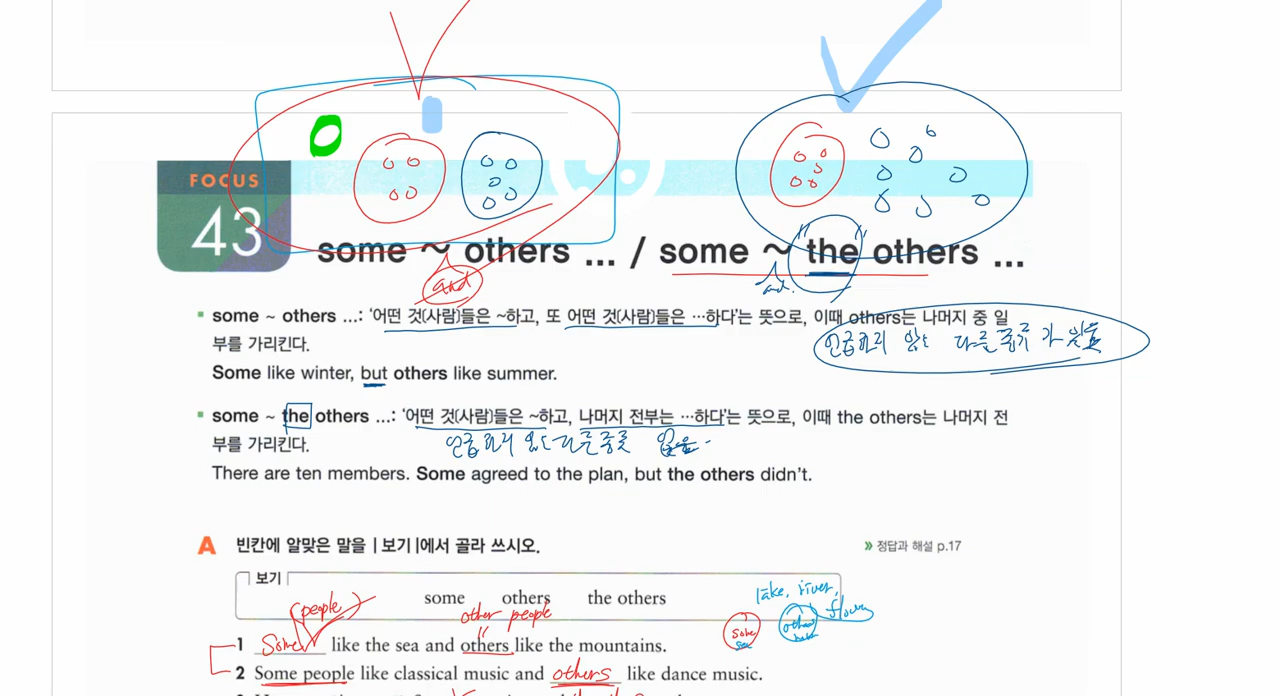 FOCUS
43
some ~ others ... / some ~ the others ...
and
and.
some ~ others ...: ‘어떤 것(사람)들은 ~하고, 또 어떤 것(사람)들은 …하다’는 뜻으로, 이때 others는 나머지 중 일
부를 가리킨다.
언급하지 않는 다른 종류가 있음
Some like winter, but others like summer.
some ~ the others ...: ‘어떤 것(사람)들은 ~하고, 나머지 전부는 …하다’는 뜻으로, 이때 the others는 나머지 전
부를 가리킨다.
언급하지 않는 다른 종류 없음.
There are ten members. Some agreed to the plan, but the others didn’t.
A 빈칸에 알맞은 말을 | 보기 |에서 골라 쓰시오.
» 정답과 해설 p.17
보기
some others the others
(people)
other people
lake, river,
some
1 Some like the sea and others like the mountains.
2 Some people like classical music and others like dance music.